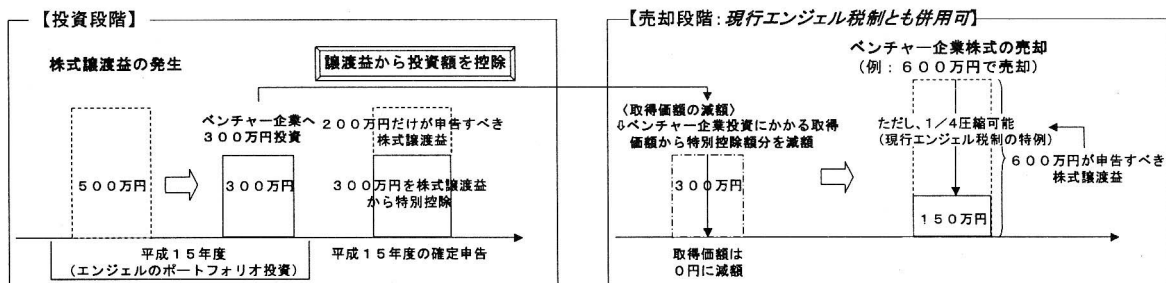 【投資段階】
株式譲渡益の発生
譲渡益から投資額を控除
ベンチャー企業へ
300万円投資
200万円だけが申告すべき
株式譲渡益
500万円
300万円
300万円を株式譲渡益
から特別控除
平成15年度
(エンジェルのポートフォリオ投資)
平成15年度の確定申告
【売却段階:現行エンジェル税制とも併用可】
ベンチャー企業株式の売却
(例:600万円で売却)
〈取得価額の減額〉
⇩ベンチャー企業投資にかかる取得
価額から特別控除額分を減額
300万円
取得価額は
0円に減額
ただし、1/4圧縮可能
(現行エンジェル税制の特例)
600万円が申告すべき
株式譲渡益
150万円